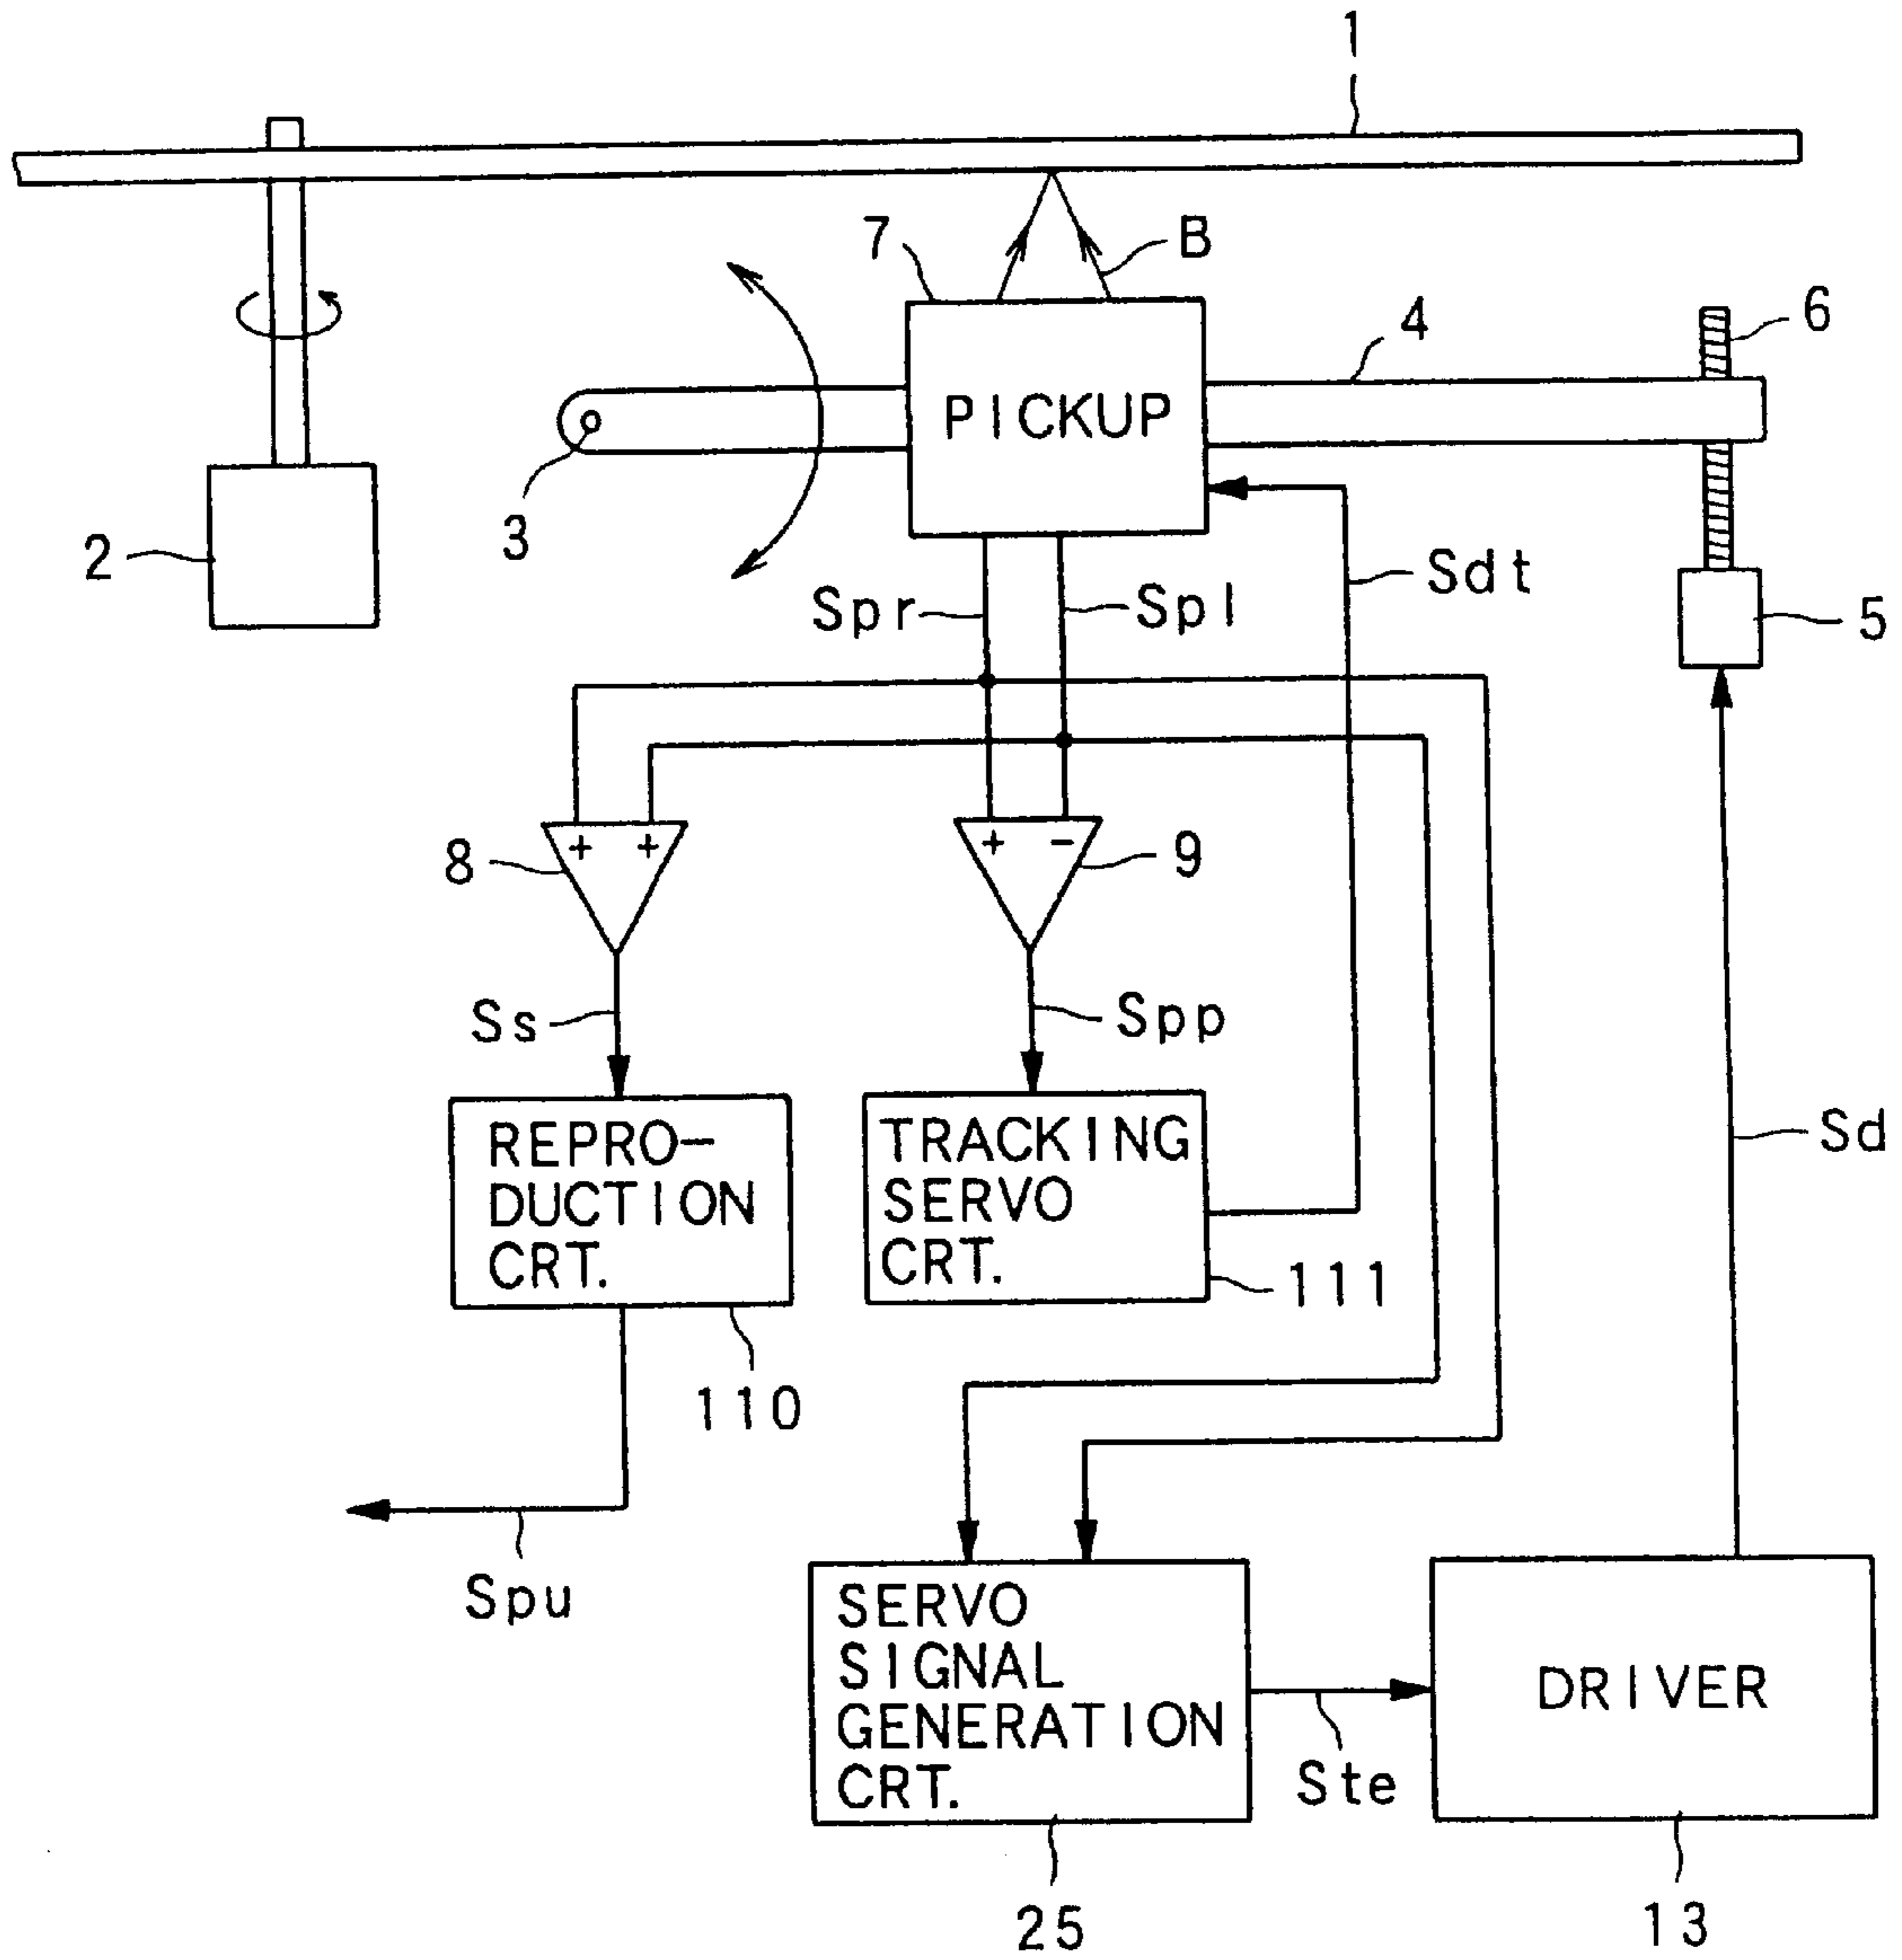 1
7
B
6
4
PICKUP
3
2
Sdt
Spr
Spl
5
+ +
+ -
8
9
Ss
Spp
Sd
REPRO-
DUCTION
CRT.
TRACKING
SERVO
CRT.
111
110
Spu
SERVO
SIGNAL
GENERATION
CRT.
DRIVER
Ste
25
13